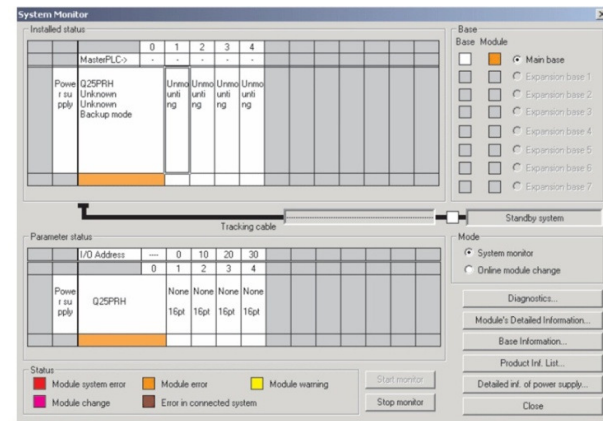 System Monitor
Installed status
Base
Base Module
0 1 2 3 4
MasterPLC-> - - - - -
Powe
r su
pply
Q25PRH
Unknown
Unknown
Backup mode
Unmo
unti
ng
Unmo
unti
ng
Unmo
unti
ng
Unmo
unti
ng
Main base
Expansion base 1
Expansion base 2
Expansion base 3
Expansion base 4
Expansion base 5
Expansion base 6
Expansion base 7
Tracking cable
Standby system
Parameter status
I/O Address ---- 0 10 20 30
0 1 2 3 4
Powe
r su
pply
Q25PRH
None
16pt
None
16pt
None
16pt
None
16pt
Mode
System monitor
Online module change
Diagnostics...
Module's Detailed Information...
Base Information...
Product Inf. List...
Detailed inf. of power supply...
Close
Status
Module system error
Module error
Module warning
Module change
Error in connected system
Start monitor
Stop monitor